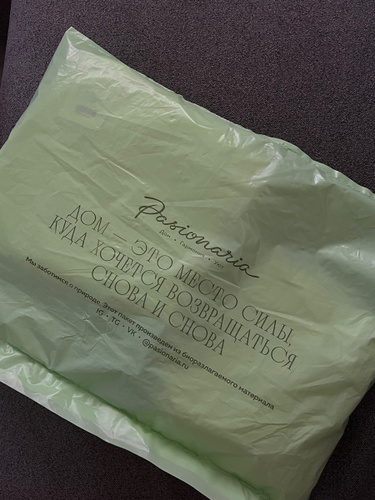 Pasionaria
Дом • Гармония • Уют
ДОМ — ЭТО МЕСТО СИЛЫ,
КУДА ХОЧЕТСЯ ВОЗВРАЩАТЬСЯ
СНОВА И СНОВА
Мы заботимся о природе. Этот пакет произведен из биоразлагаемого материала
IG • TG • VK • @pasionaria.ru